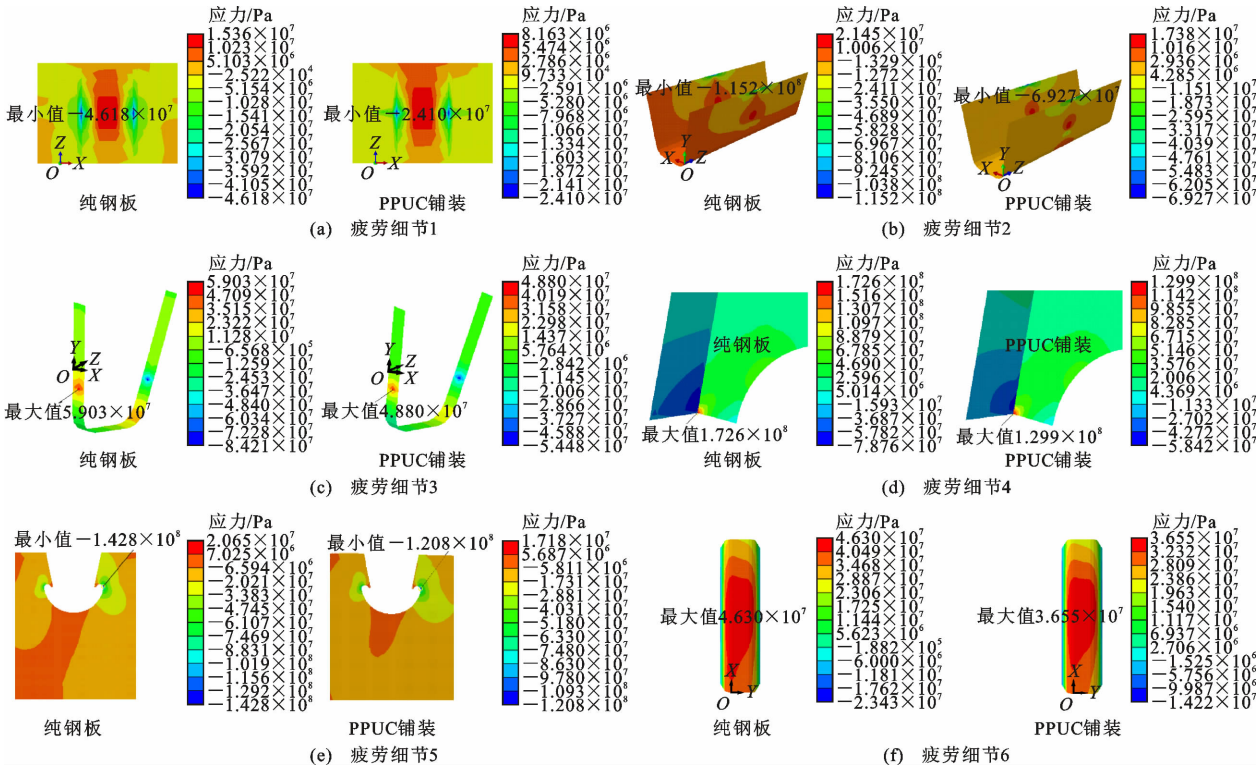 应力/Pa
1.536×10⁷
1.023×10⁷
5.103×10⁶
−2.522×10⁴
−5.154×10⁶
−1.028×10⁷
−1.541×10⁷
−2.054×10⁷
−2.567×10⁷
−3.079×10⁷
−3.592×10⁷
−4.105×10⁷
−4.618×10⁷
最小值−4.618×10⁷
Z
X
O
纯钢板
应力/Pa
8.163×10⁶
5.474×10⁶
2.786×10⁶
9.733×10⁴
−2.591×10⁶
−5.280×10⁶
−7.968×10⁶
−1.066×10⁷
−1.334×10⁷
−1.603×10⁷
−1.872×10⁷
−2.141×10⁷
−2.410×10⁷
最小值−2.410×10⁷
Z
X
O
PPUC铺装
(a) 疲劳细节1
应力/Pa
2.145×10⁷
1.006×10⁷
−1.329×10⁶
−1.272×10⁷
−2.411×10⁷
−3.550×10⁷
−4.689×10⁷
−5.828×10⁷
−6.967×10⁷
−8.106×10⁷
−9.245×10⁷
−1.038×10⁸
−1.152×10⁸
最小值−1.152×10⁸
Y
X
Z
O
纯钢板
应力/Pa
1.738×10⁷
1.016×10⁷
2.936×10⁶
−4.285×10⁶
−1.151×10⁷
−1.873×10⁷
−2.595×10⁷
−3.317×10⁷
−4.039×10⁷
−4.761×10⁷
−5.483×10⁷
−6.205×10⁷
−6.927×10⁷
最小值−6.927×10⁷
Y
X
Z
O
PPUC铺装
(b) 疲劳细节2
应力/Pa
5.903×10⁷
4.709×10⁷
3.515×10⁷
2.322×10⁷
1.128×10⁷
−6.568×10⁵
−1.259×10⁷
−2.453×10⁷
−3.647×10⁷
−4.840×10⁷
−6.034×10⁷
−7.228×10⁷
−8.421×10⁷
Y
Z
O
X
最大值5.903×10⁷
纯钢板
应力/Pa
4.880×10⁷
4.019×10⁷
3.158×10⁷
2.298×10⁷
1.437×10⁷
5.764×10⁶
−2.842×10⁶
−1.145×10⁷
−2.006×10⁷
−2.866×10⁷
−3.727×10⁷
−4.588×10⁷
−5.448×10⁷
Y
Z
O
X
最大值4.880×10⁷
PPUC铺装
(c) 疲劳细节3
应力/Pa
1.726×10⁸
1.516×10⁸
1.307×10⁸
1.097×10⁸
8.879×10⁷
6.785×10⁷
4.690×10⁷
2.596×10⁷
5.014×10⁶
−1.593×10⁷
−3.687×10⁷
−5.782×10⁷
−7.876×10⁷
纯钢板
最大值1.726×10⁸
纯钢板
应力/Pa
1.299×10⁸
1.142×10⁸
9.855×10⁷
8.285×10⁷
6.715×10⁷
5.146×10⁷
3.576×10⁷
2.006×10⁷
4.369×10⁶
−1.133×10⁷
−2.702×10⁷
−4.272×10⁷
−5.842×10⁷
PPUC铺装
最大值1.299×10⁸
PPUC铺装
(d) 疲劳细节4
应力/Pa
2.065×10⁷
7.025×10⁶
−6.594×10⁶
−2.021×10⁷
−3.383×10⁷
−4.745×10⁷
−6.107×10⁷
−7.469×10⁷
−8.831×10⁷
−1.019×10⁸
−1.156×10⁸
−1.292×10⁸
−1.428×10⁸
最小值−1.428×10⁸
纯钢板
应力/Pa
1.718×10⁷
5.687×10⁶
−5.811×10⁶
−1.731×10⁷
−2.881×10⁷
−4.031×10⁷
−5.180×10⁷
−6.330×10⁷
−7.480×10⁷
−8.630×10⁷
−9.780×10⁷
−1.093×10⁸
−1.208×10⁸
最小值−1.208×10⁸
PPUC铺装
(e) 疲劳细节5
应力/Pa
4.630×10⁷
4.049×10⁷
3.468×10⁷
2.887×10⁷
2.306×10⁷
1.725×10⁷
1.144×10⁷
5.623×10⁶
−1.882×10⁵
−6.000×10⁶
−1.181×10⁷
−1.762×10⁷
−2.343×10⁷
最大值4.630×10⁷
X
O
Y
纯钢板
应力/Pa
3.655×10⁷
3.232×10⁷
2.809×10⁷
2.386×10⁷
1.963×10⁷
1.540×10⁷
1.117×10⁷
6.937×10⁶
2.706×10⁶
−1.525×10⁶
−5.756×10⁶
−9.987×10⁶
−1.422×10⁷
最大值3.655×10⁷
X
O
Y
PPUC铺装
(f) 疲劳细节6